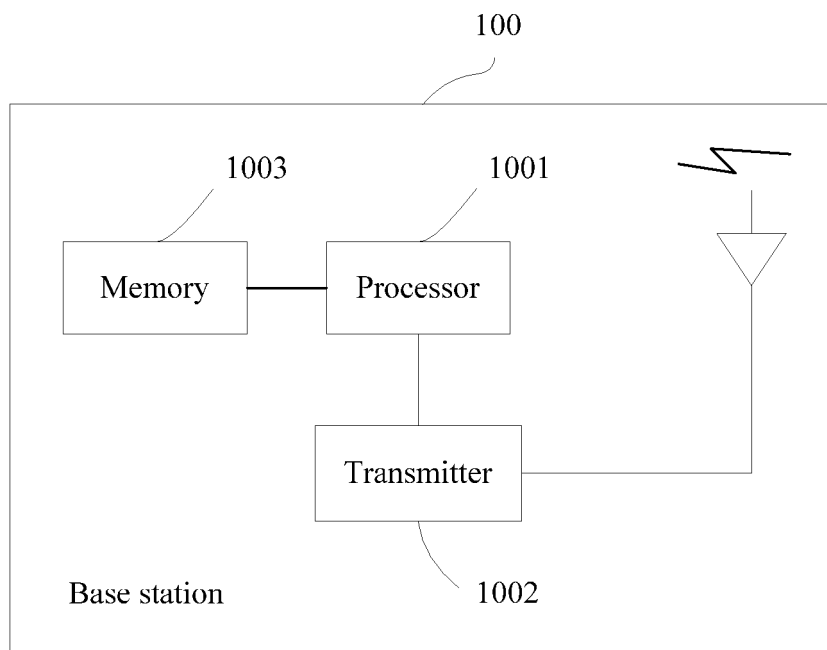 100
1003
1001
Memory
Processor
Transmitter
Base station
1002